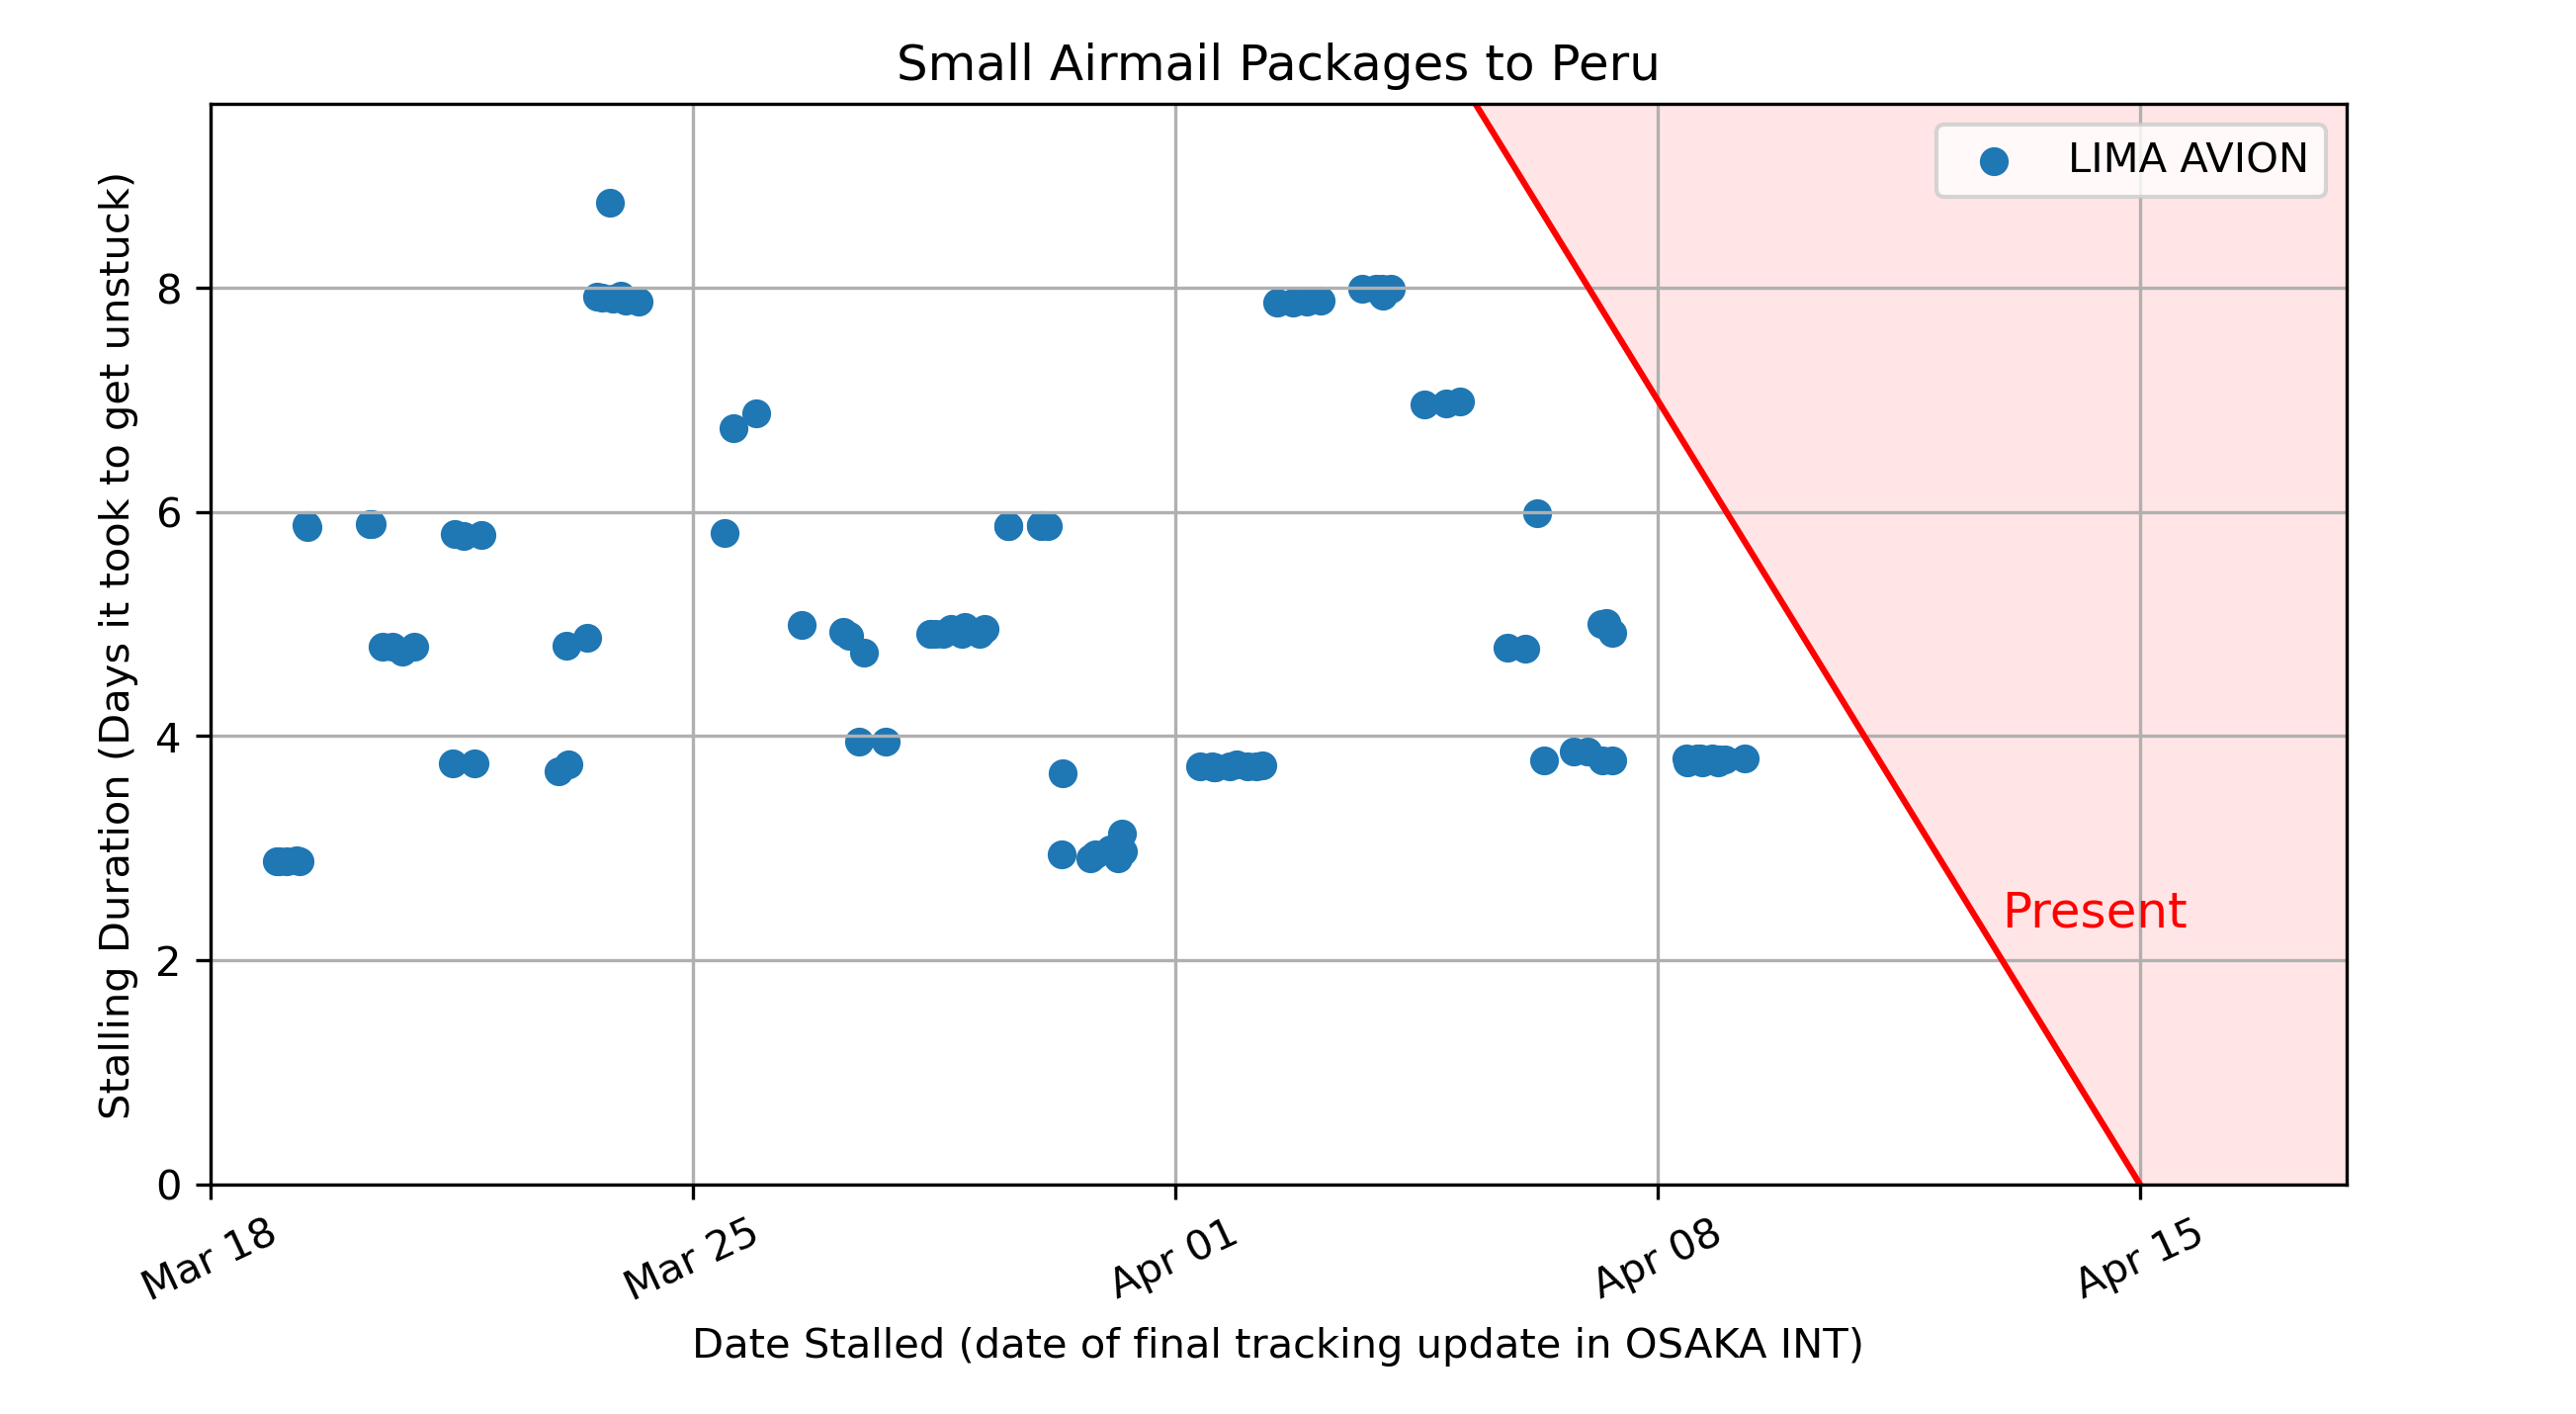 Small Airmail Packages to Peru
LIMA AVION
Stalling Duration (Days it took to get unstuck)
8
6
4
2
0
Present
Mar 18
Mar 25
Apr 01
Apr 08
Apr 15
Date Stalled (date of final tracking update in OSAKA INT)